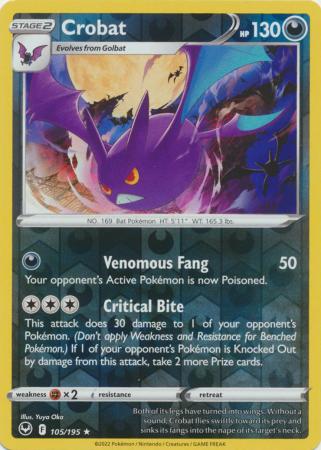 STAGE 2
Crobat
HP 130
Evolves from Golbat
NO. 169 Bat Pokémon HT: 5'11" WT: 165.3 lbs.
Venomous Fang 50
Your opponent's Active Pokémon is now Poisoned.
Critical Bite
This attack does 30 damage to 1 of your opponent's
Pokémon. (Don't apply Weakness and Resistance for Benched
Pokémon.) If 1 of your opponent's Pokémon is Knocked Out
by damage from this attack, take 2 more Prize cards.
weakness ×2 resistance retreat
Illus. Yuya Oka
F 105/195 ★
Both of its legs have turned into wings. Without a
sound, Crobat flies swiftly toward its prey and
sinks its fangs into the nape of its target's neck.
©2022 Pokémon / Nintendo / Creatures / GAME FREAK